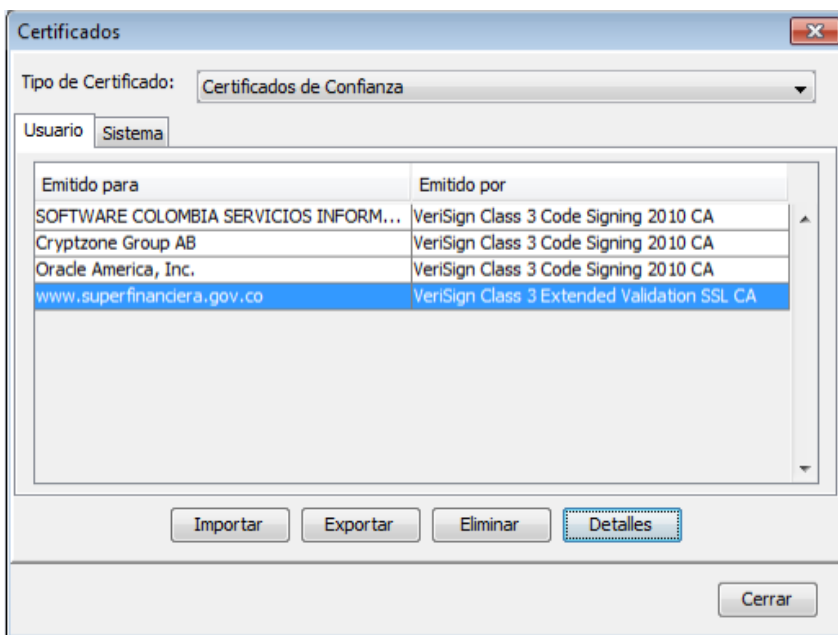 Certificados
Tipo de Certificado: Certificados de Confianza
Usuario Sistema
Emitido para Emitido por
SOFTWARE COLOMBIA SERVICIOS INFORM... VeriSign Class 3 Code Signing 2010 CA
Cryptzone Group AB VeriSign Class 3 Code Signing 2010 CA
Oracle America, Inc. VeriSign Class 3 Code Signing 2010 CA
www.superfinanciera.gov.co VeriSign Class 3 Extended Validation SSL CA
Importar Exportar Eliminar Detalles
Cerrar